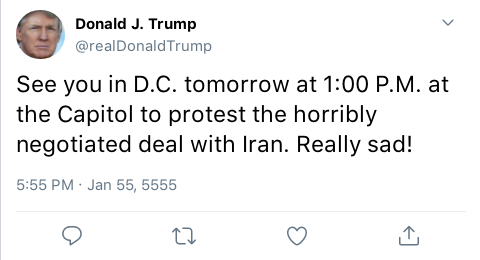 Donald J. Trump
@realDonaldTrump
See you in D.C. tomorrow at 1:00 P.M. at
the Capitol to protest the horribly
negotiated deal with Iran. Really sad!
5:55 PM · Jan 55, 5555